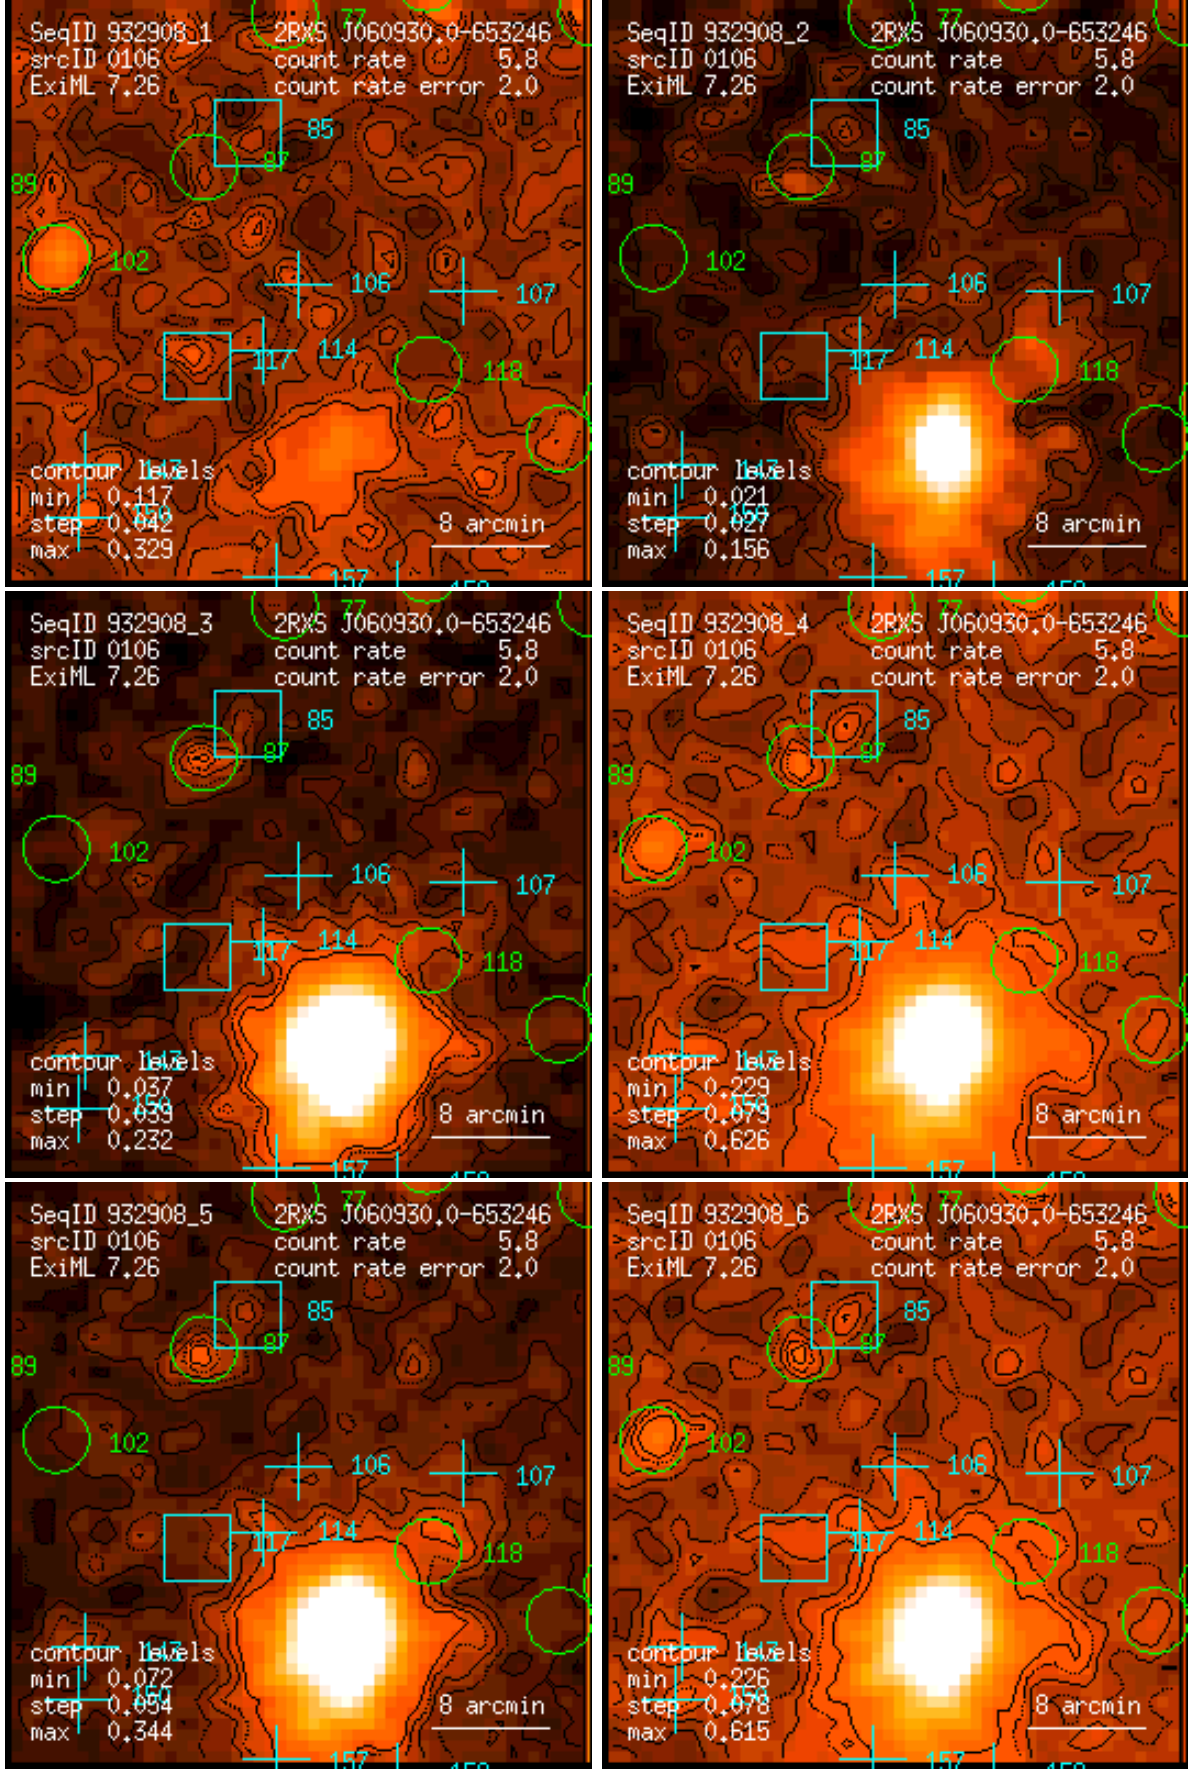 77
SeqID 932908_1 2RXS J060930.0-653246
srcID 0106 count rate 5.8
ExiML 7.26 count rate error 2.0
85
87
89
102
106
107
117 114
118
contour levels
147
min 0.117
step 0.042
150
max 0.329
8 arcmin
157
77
SeqID 932908_2 2RXS J060930.0-653246
srcID 0106 count rate 5.8
ExiML 7.26 count rate error 2.0
85
87
89
102
106
107
117 114
118
contour levels
147
min 0.021
step 0.027
150
max 0.156
8 arcmin
157
77
SeqID 932908_3 2RXS J060930.0-653246
srcID 0106 count rate 5.8
ExiML 7.26 count rate error 2.0
85
87
89
102
106
107
117 114
118
contour levels
147
min 0.037
step 0.039
150
max 0.232
8 arcmin
157
77
SeqID 932908_4 2RXS J060930.0-653246
srcID 0106 count rate 5.8
ExiML 7.26 count rate error 2.0
85
87
89
102
106
107
117 114
118
contour levels
147
min 0.229
step 0.079
150
max 0.626
8 arcmin
157
77
SeqID 932908_5 2RXS J060930.0-653246
srcID 0106 count rate 5.8
ExiML 7.26 count rate error 2.0
85
87
89
102
106
107
117 114
118
contour levels
147
min 0.072
step 0.054
150
max 0.344
8 arcmin
157
77
SeqID 932908_6 2RXS J060930.0-653246
srcID 0106 count rate 5.8
ExiML 7.26 count rate error 2.0
85
87
89
102
106
107
117 114
118
contour levels
147
min 0.226
step 0.078
150
max 0.615
8 arcmin
157